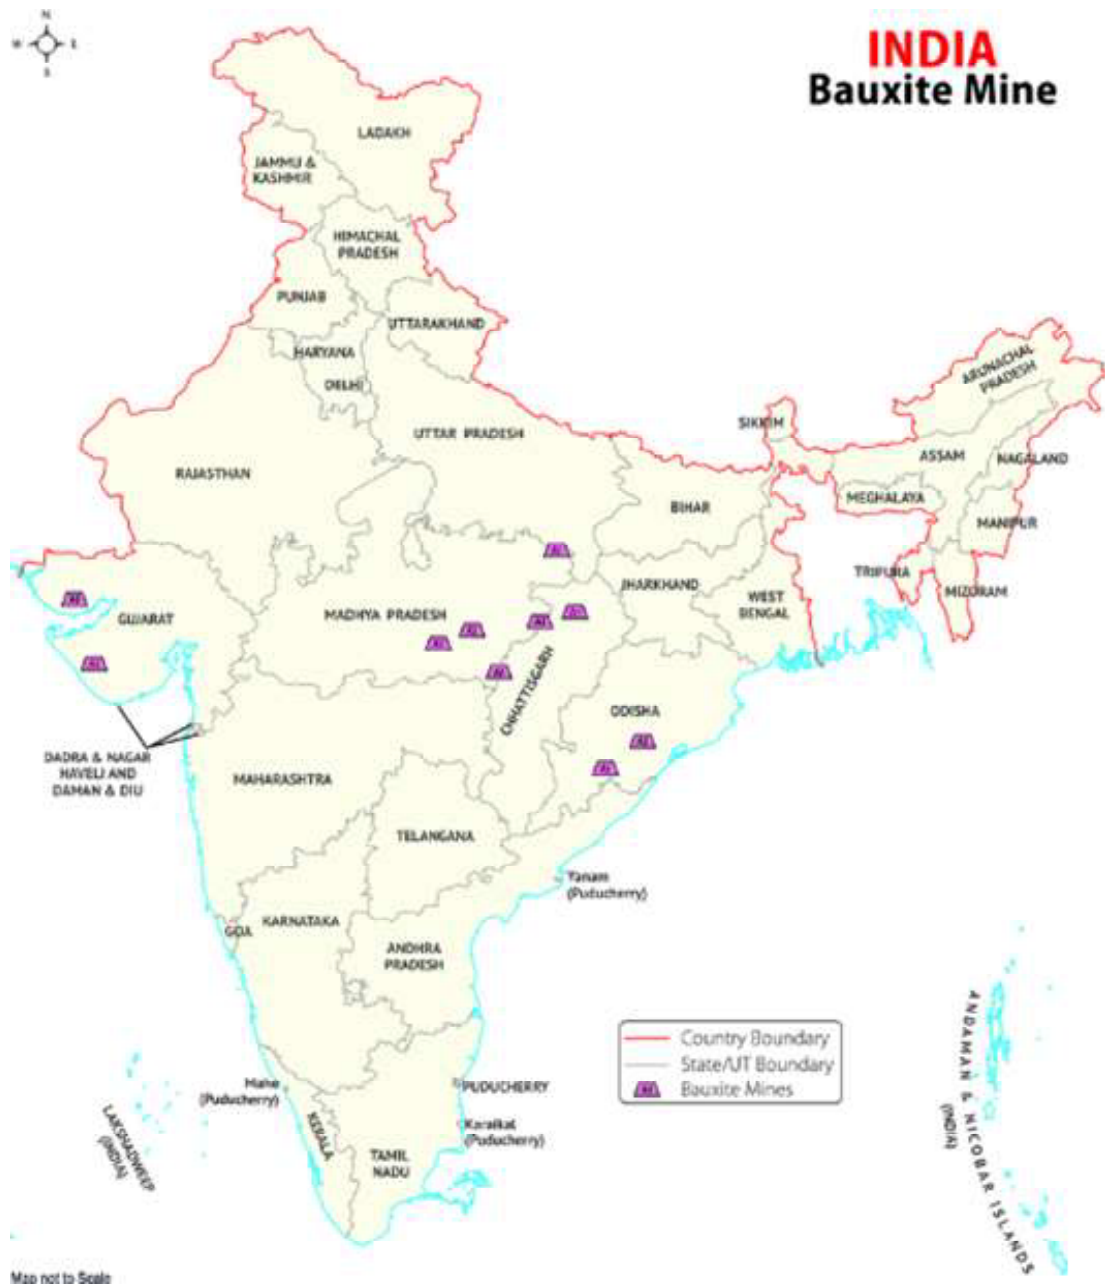 N
W E
S
INDIA
Bauxite Mine
LADAKH
JAMMU &
KASHMIR
HIMACHAL
PRADESH
PUNJAB
UTTARAKHAND
HARYANA
DELHI
ARUNACHAL
PRADESH
SIKKIM
UTTAR PRADESH
ASSAM
NAGALAND
RAJASTHAN
MEGHALAYA
BIHAR
MANIPUR
TRIPURA
JHARKHAND
MIZORAM
WEST
BENGAL
GUJARAT
MADHYA PRADESH
CHHATTISGARH
ODISHA
DADRA & NAGAR
HAVELI AND
DAMAN & DIU
MAHARASHTRA
TELANGANA
Yanam
(Puducherry)
GOA
KARNATAKA
ANDHRA
PRADESH
Country Boundary
State/UT Boundary
Bauxite Mines
Mahe
(Puducherry)
PUDUCHERRY
Karaikal
(Puducherry)
KERALA
TAMIL
NADU
LAKSHADWEEP
(INDIA)
ANDAMAN & NICOBAR ISLANDS
(INDIA)
Map not to Scale